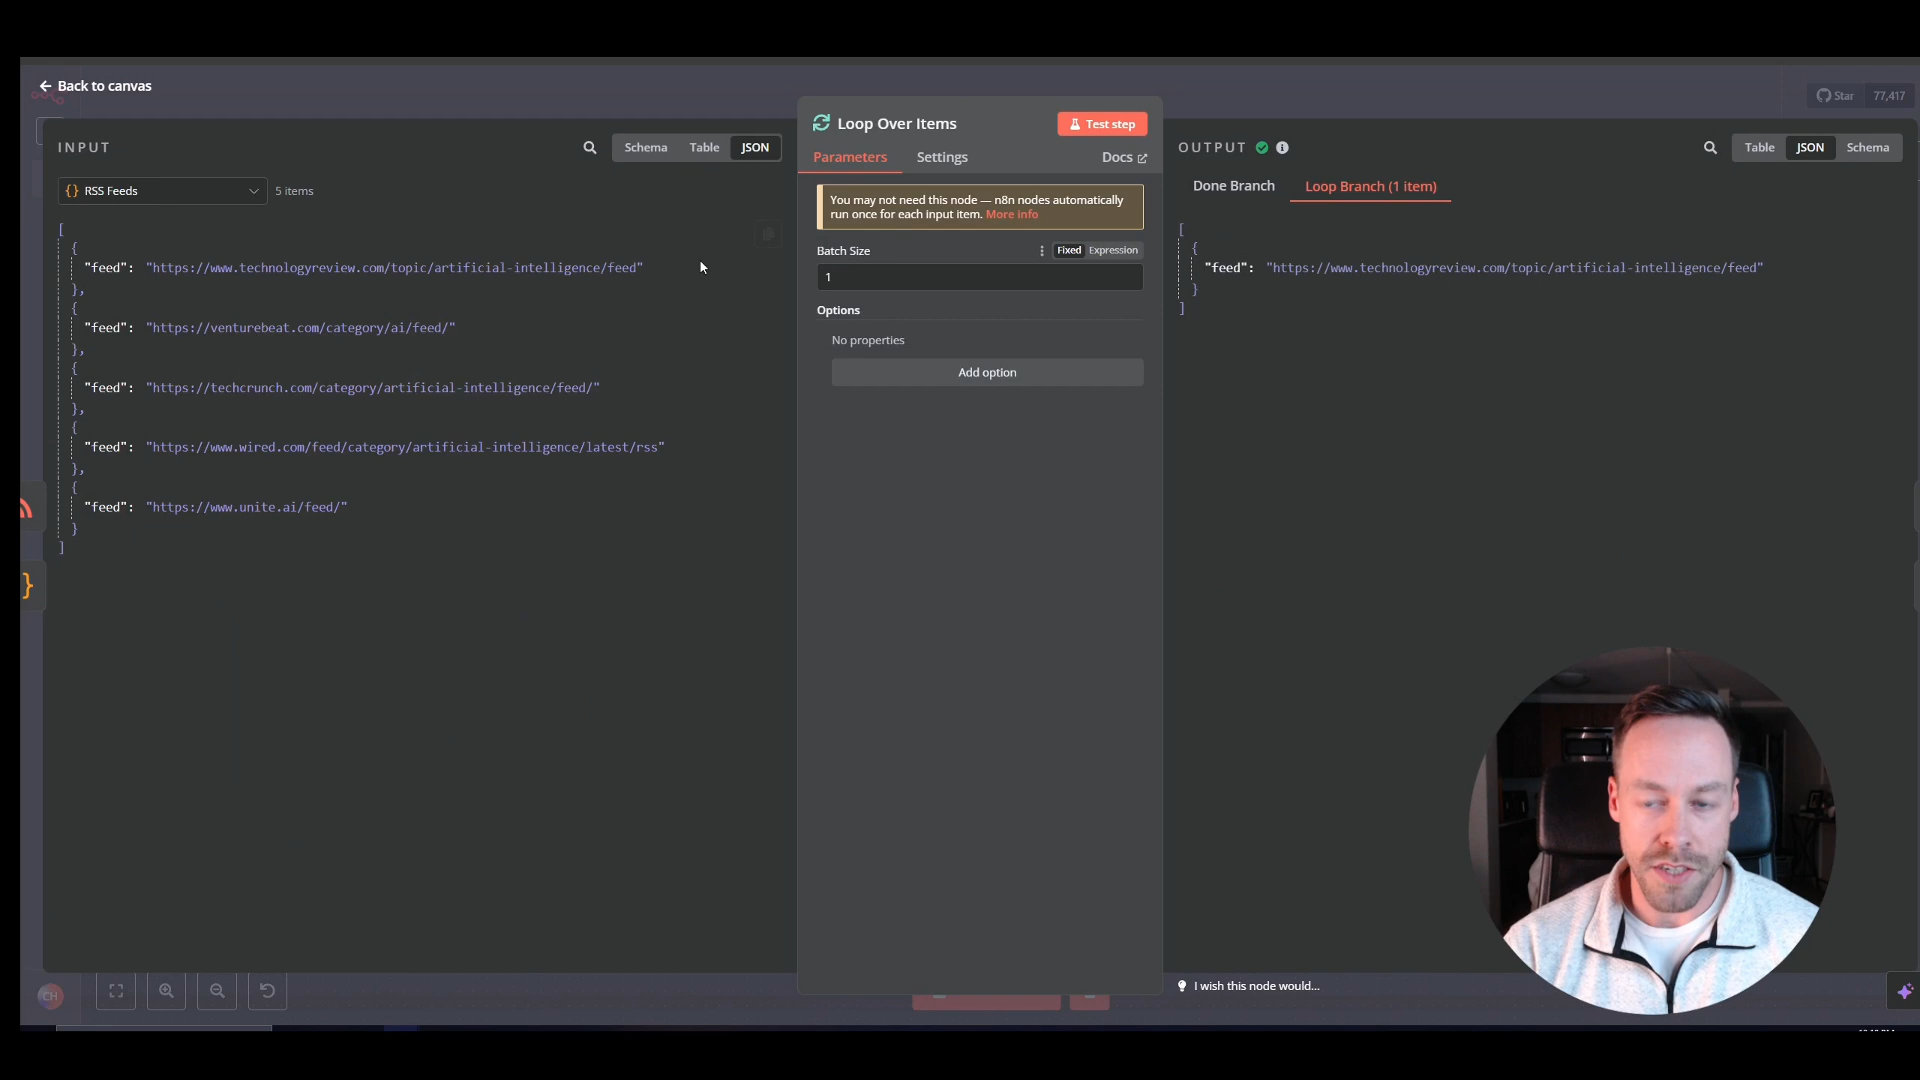 Back to canvas
Star 77,417
INPUT
Schema Table JSON
RSS Feeds
5 items
[
{
"feed": "https://www.technologyreview.com/topic/artificial-intelligence/feed"
},
{
"feed": "https://venturebeat.com/category/ai/feed/"
},
{
"feed": "https://techcrunch.com/category/artificial-intelligence/feed/"
},
{
"feed": "https://www.wired.com/feed/category/artificial-intelligence/latest/rss"
},
{
"feed": "https://www.unite.ai/feed/"
}
]
Loop Over Items
Test step
Parameters Settings Docs
You may not need this node — n8n nodes automatically
run once for each input item. More info
Batch Size
Fixed Expression
1
Options
No properties
Add option
OUTPUT
Table JSON Schema
Done Branch Loop Branch (1 item)
[
{
"feed": "https://www.technologyreview.com/topic/artificial-intelligence/feed"
}
]
I wish this node would...
CH